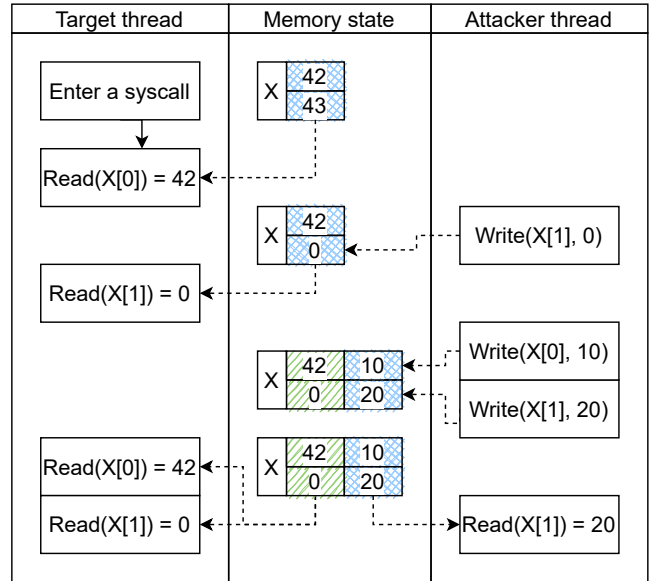 Target thread
Memory state
Attacker thread
Enter a syscall
X
42
43
Read(X[0]) = 42
X
42
0
Write(X[1], 0)
Read(X[1]) = 0
X
42 10
0 20
Write(X[0], 10)
Write(X[1], 20)
Read(X[0]) = 42
X
42 10
0 20
Read(X[1]) = 0
Read(X[1]) = 20